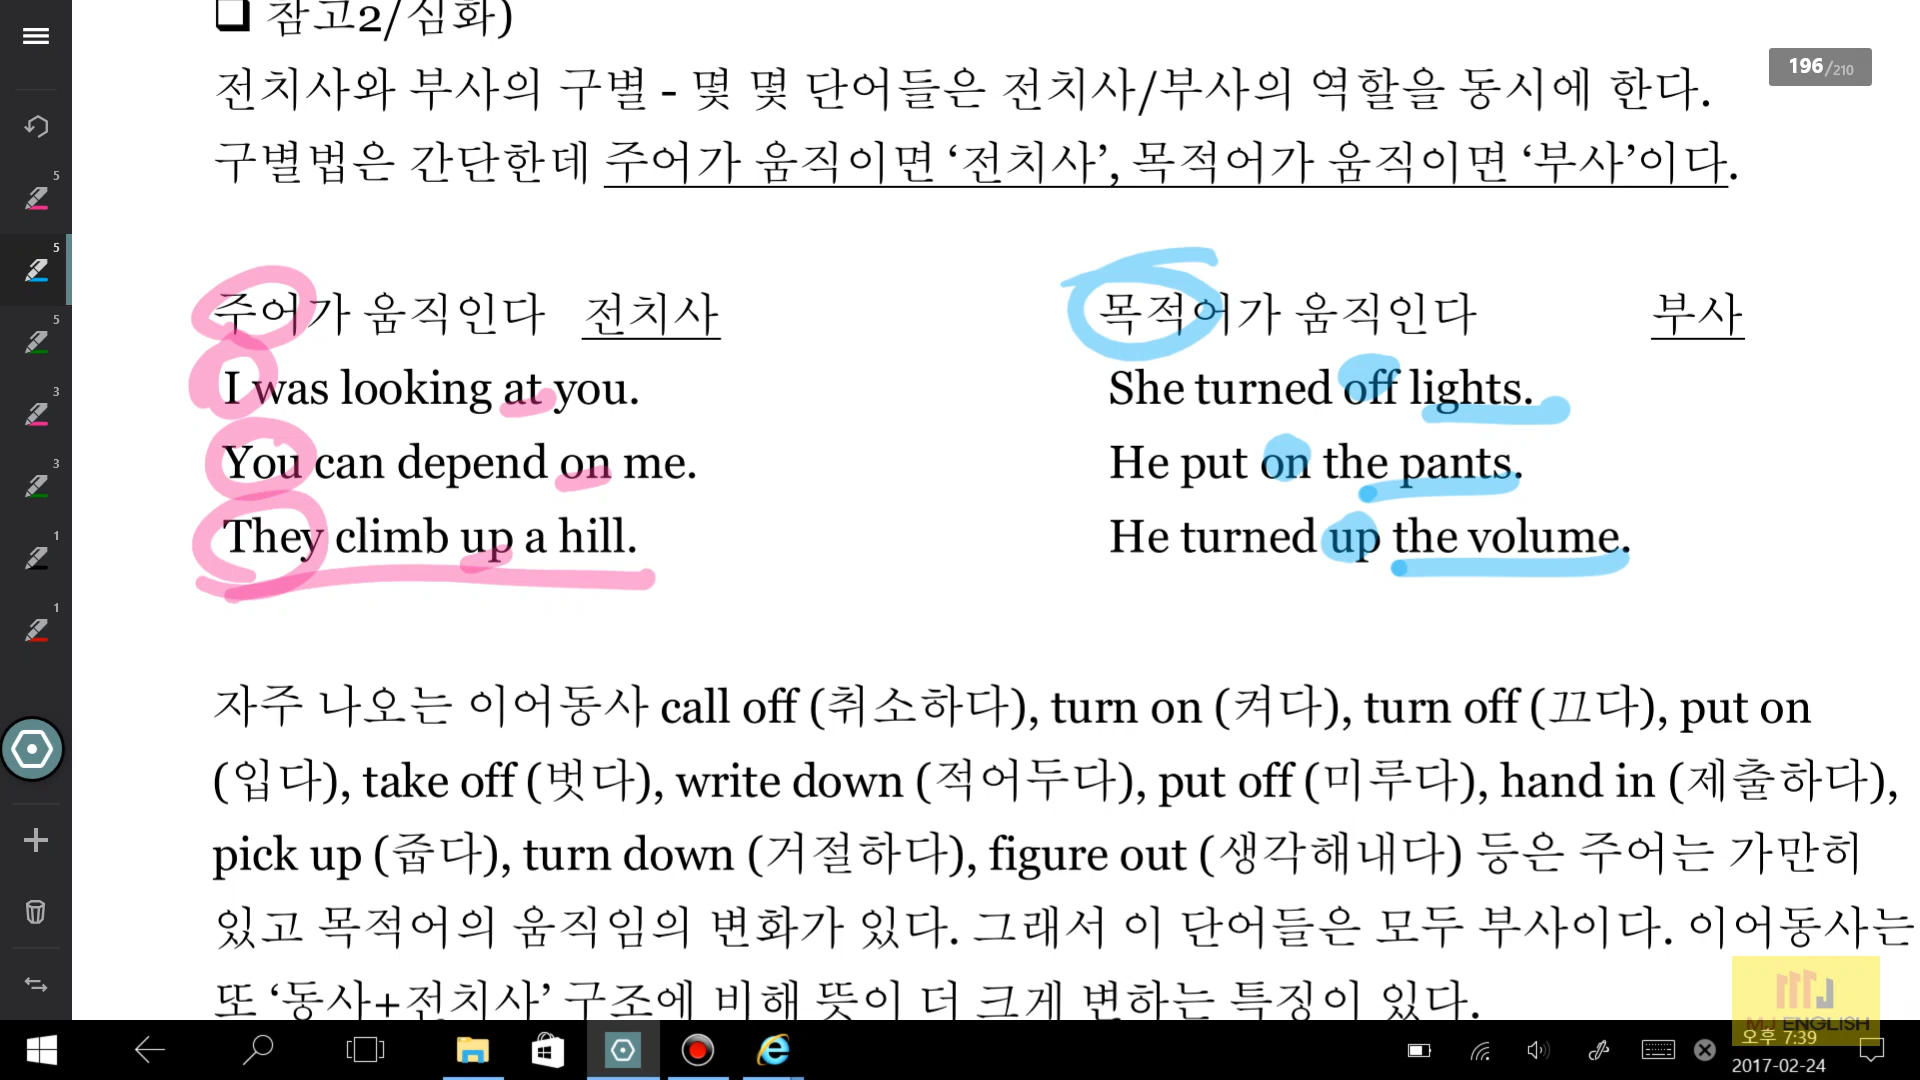 ❑ 참고2/심화)
196/210
전치사와 부사의 구별 - 몇 몇 단어들은 전치사/부사의 역할을 동시에 한다.
구별법은 간단한데 주어가 움직이면 ‘전치사’, 목적어가 움직이면 ‘부사’이다.
주어가 움직인다 전치사
I was looking at you.
You can depend on me.
They climb up a hill.
목적어가 움직인다 부사
She turned off lights.
He put on the pants.
He turned up the volume.
자주 나오는 이어동사 call off (취소하다), turn on (켜다), turn off (끄다), put on
(입다), take off (벗다), write down (적어두다), put off (미루다), hand in (제출하다),
pick up (줍다), turn down (거절하다), figure out (생각해내다) 등은 주어는 가만히
있고 목적어의 움직임의 변화가 있다. 그래서 이 단어들은 모두 부사이다. 이어동사는
또 ‘동사+전치사’ 구조에 비해 뜻이 더 크게 변하는 특징이 있다.
5
5
5
3
3
1
1
MJ ENGLISH
오후 7:39
2017-02-24